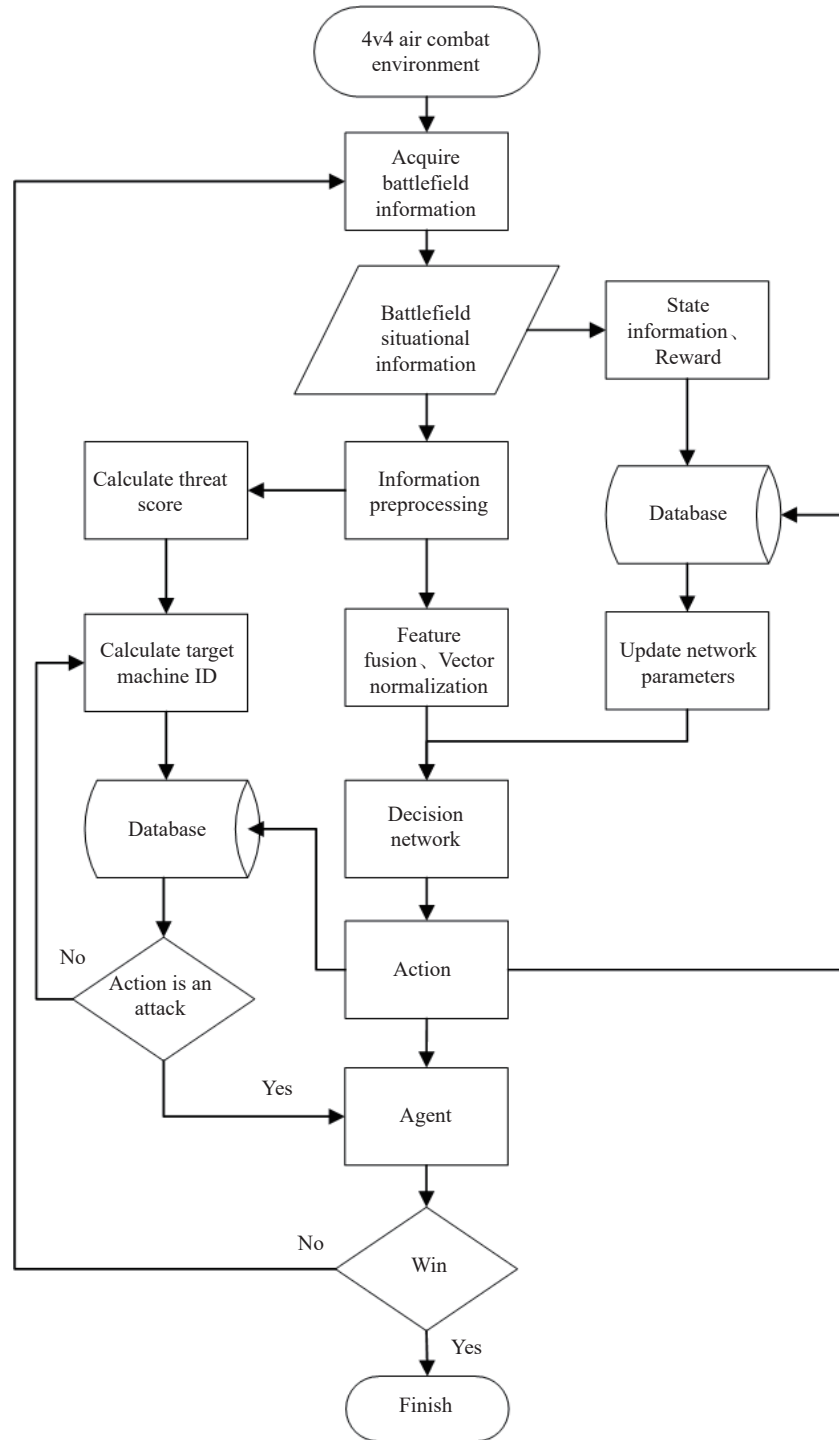 4v4 air combat
environment
Acquire
battlefield
information
Battlefield
situational
information
State
information、
Reward
Calculate threat
score
Information
preprocessing
Database
Calculate target
machine ID
Feature
fusion、Vector
normalization
Update network
parameters
Database
Decision
network
No
Action is an
attack
Action
Yes
Agent
No
Win
Yes
Finish